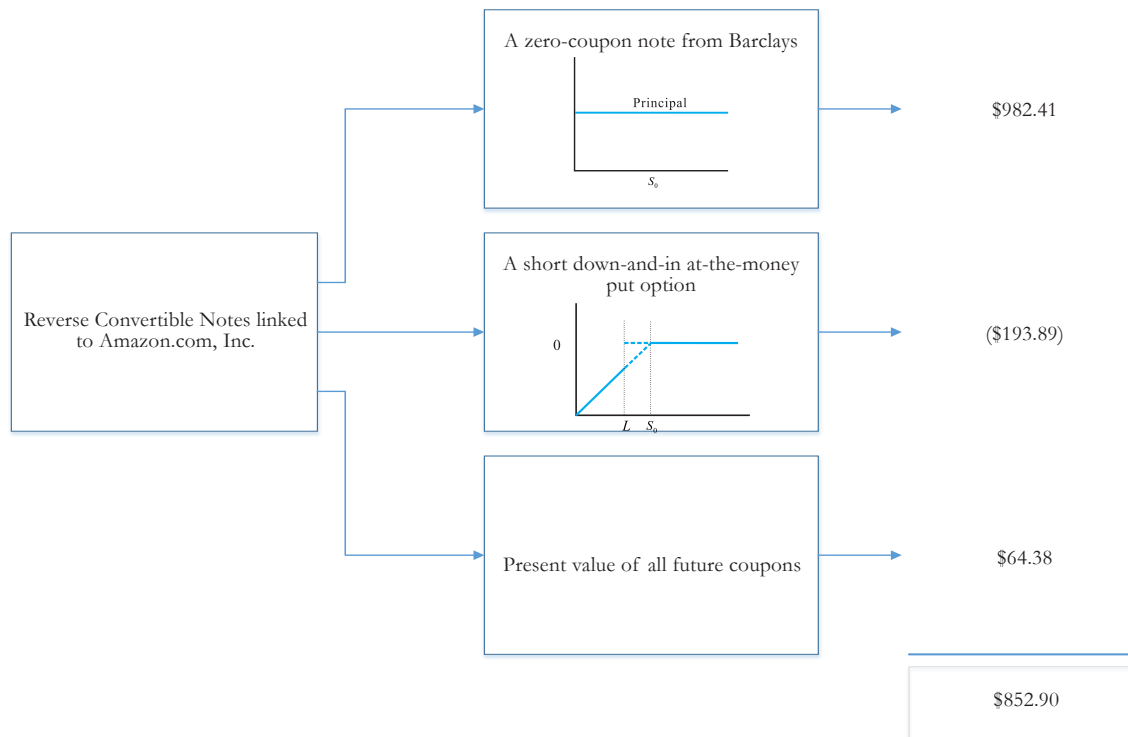 A zero-coupon note from Barclays
Principal
S₀
$982.41
Reverse Convertible Notes linked
to Amazon.com, Inc.
A short down-and-in at-the-money
put option
0
L S₀
($193.89)
Present value of all future coupons
$64.38
$852.90